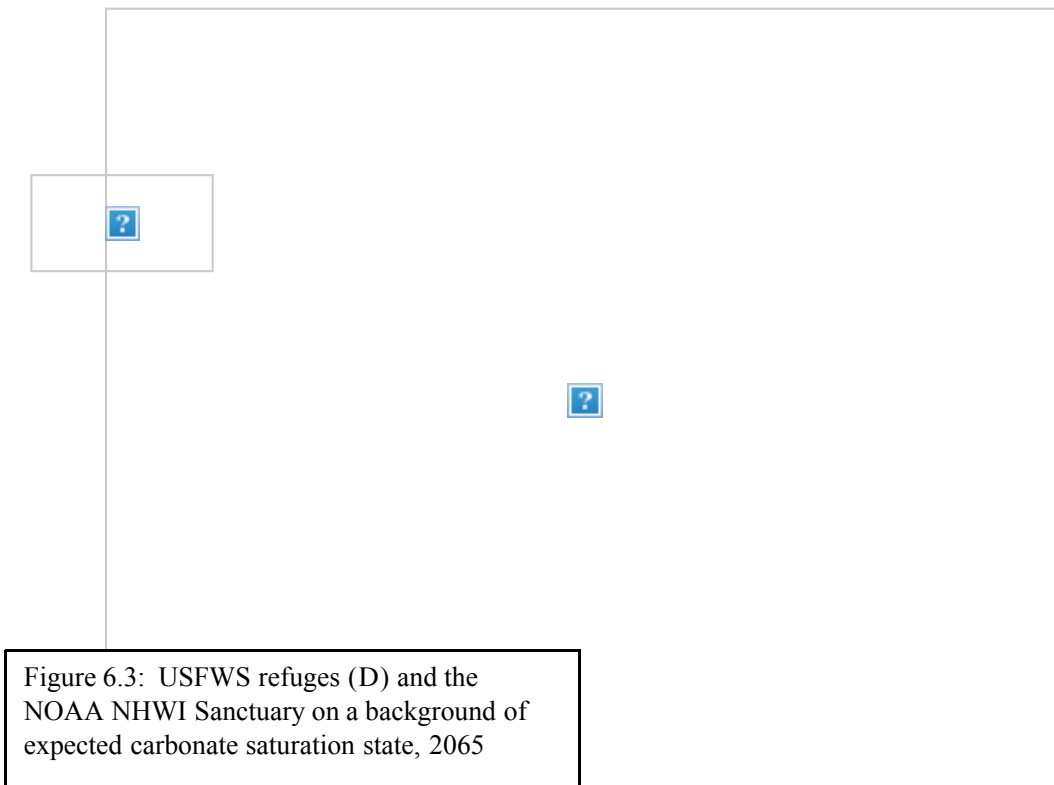 ?
?
Figure 6.3: USFWS refuges (D) and the
NOAA NHWI Sanctuary on a background of
expected carbonate saturation state, 2065